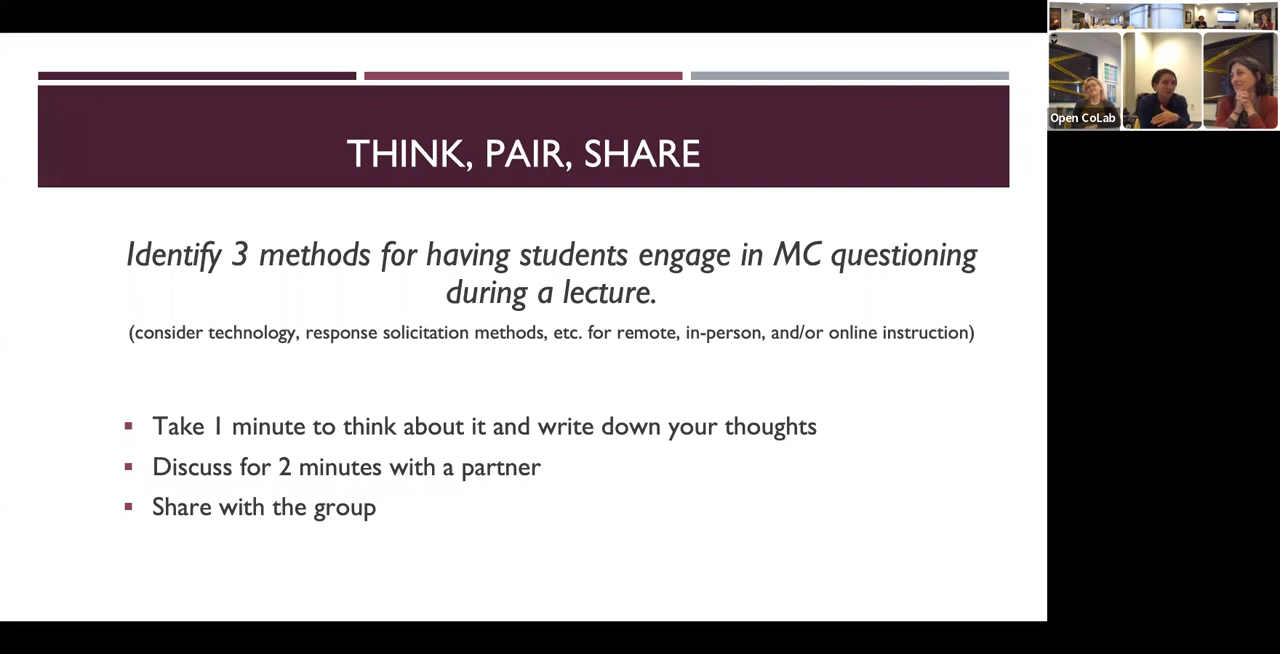 THINK, PAIR, SHARE
Identify 3 methods for having students engage in MC questioning
during a lecture.
(consider technology, response solicitation methods, etc. for remote, in-person, and/or online instruction)
▪ Take 1 minute to think about it and write down your thoughts
▪ Discuss for 2 minutes with a partner
▪ Share with the group
Open CoLab